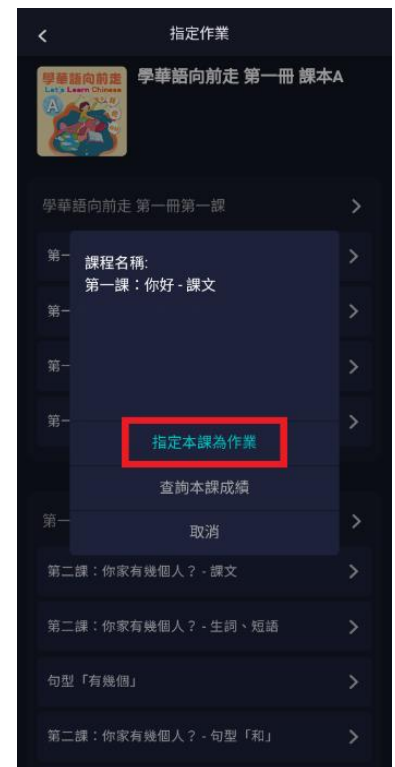 指定作業
學華語向前走
Let's Learn Chinese
A
學華語向前走 第一冊 課本A
學華語向前走 第一冊第一課
第一
課程名稱:
第一課：你好 - 課文
第一
第一
第一
指定本課為作業
查詢本課成績
第一
取消
第二課：你家有幾個人？ - 課文
第二課：你家有幾個人？ - 生詞、短語
句型「有幾個」
第二課：你家有幾個人？ - 句型「和」